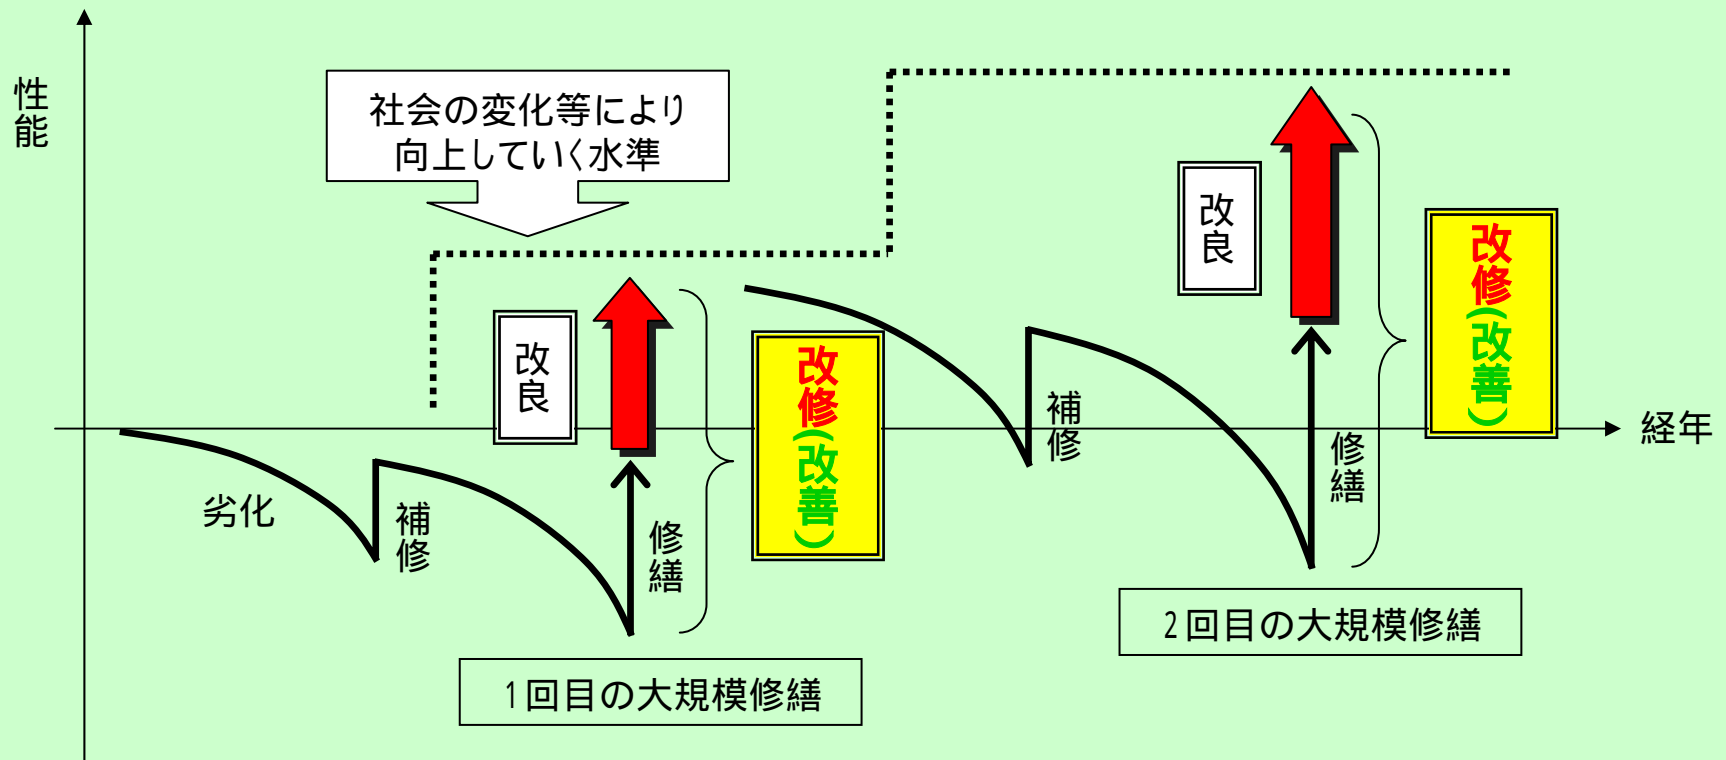 性能
社会の変化等により
向上していく水準
改良
改修(改善)
劣化
補修
修繕
1回目の大規模修繕
補修
改良
改修(改善)
修繕
2回目の大規模修繕
経年